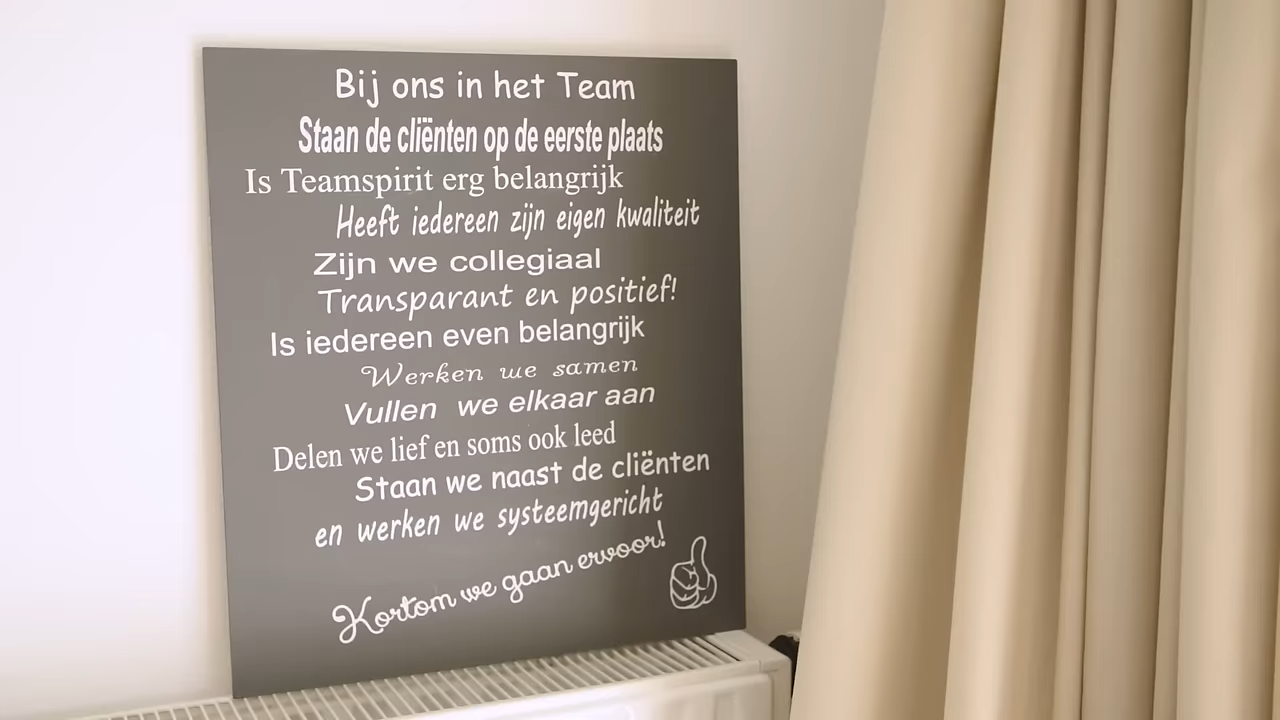 Bij ons in het Team
Staan de cliënten op de eerste plaats
Is Teamspirit erg belangrijk
Heeft iedereen zijn eigen kwaliteit
Zijn we collegiaal
Transparant en positief!
Is iedereen even belangrijk
Werken we samen
Vullen we elkaar aan
Delen we lief en soms ook leed
Staan we naast de cliënten
en werken we systeemgericht
Kortom we gaan ervoor!